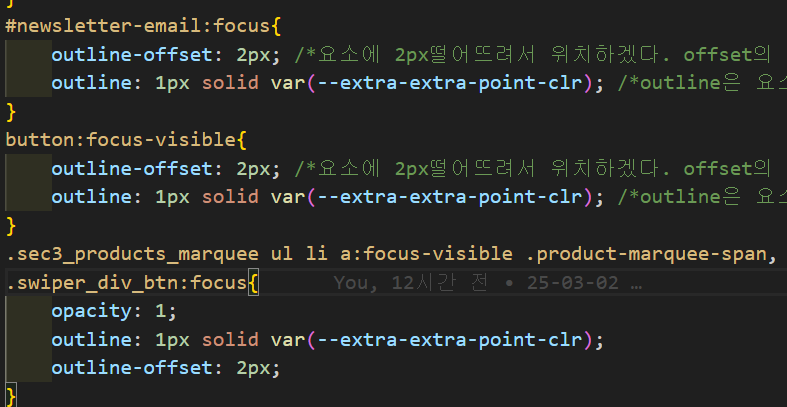 }
#newsletter-email:focus{
outline-offset: 2px; /*요소에 2px떨어뜨려서 위치하겠다. offset의
outline: 1px solid var(--extra-extra-point-clr); /*outline은 요소
}
button:focus-visible{
outline-offset: 2px; /*요소에 2px떨어뜨려서 위치하겠다. offset의
outline: 1px solid var(--extra-extra-point-clr); /*outline은 요소
}
.sec3_products_marquee ul li a:focus-visible .product-marquee-span,
.swiper_div_btn:focus{ You, 12시간 전 • 25-03-02 …
opacity: 1;
outline: 1px solid var(--extra-extra-point-clr);
outline-offset: 2px;
}